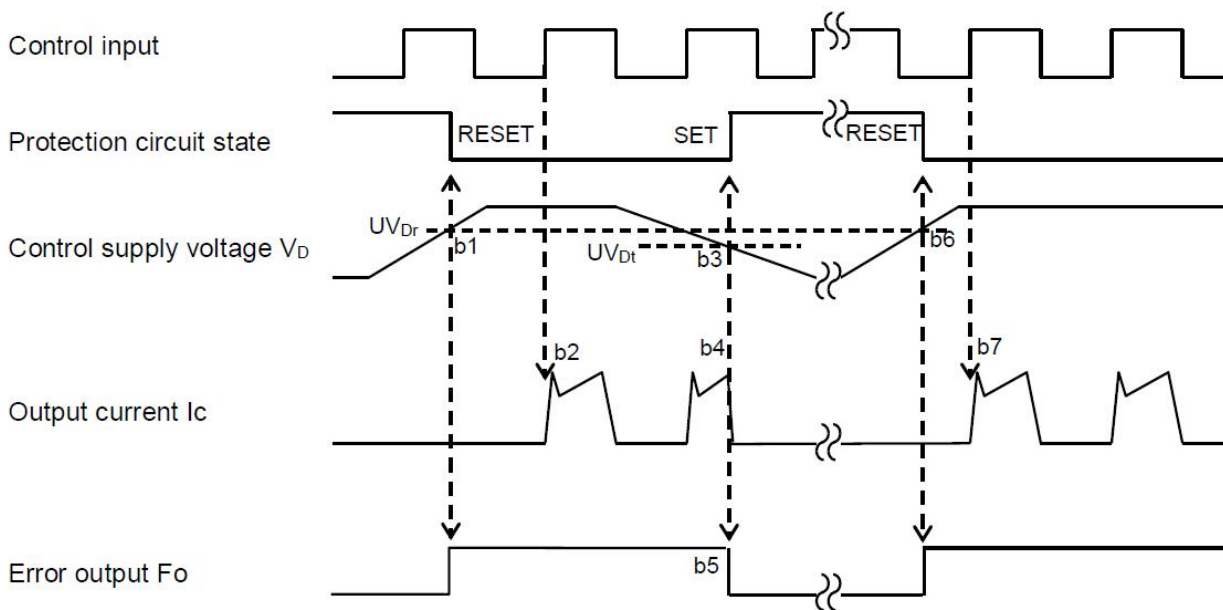 Control input
Protection circuit state
RESET
SET
RESET
UVDr
Control supply voltage VD
b1
UVDt
b3
b6
b2
b4
b7
Output current Ic
b5
Error output Fo